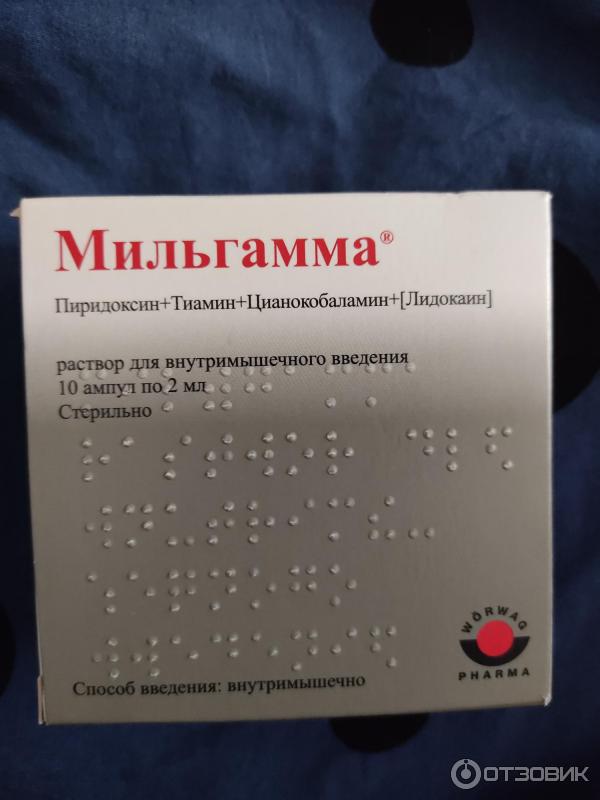 Мильгамма®
Пиридоксин+Тиамин+Цианокобаламин+[Лидокаин]
раствор для внутримышечного введения
10 ампул по 2 мл
Стерильно
WÖRWAG
PHARMA
Способ введения: внутримышечно
ОТЗОВИК